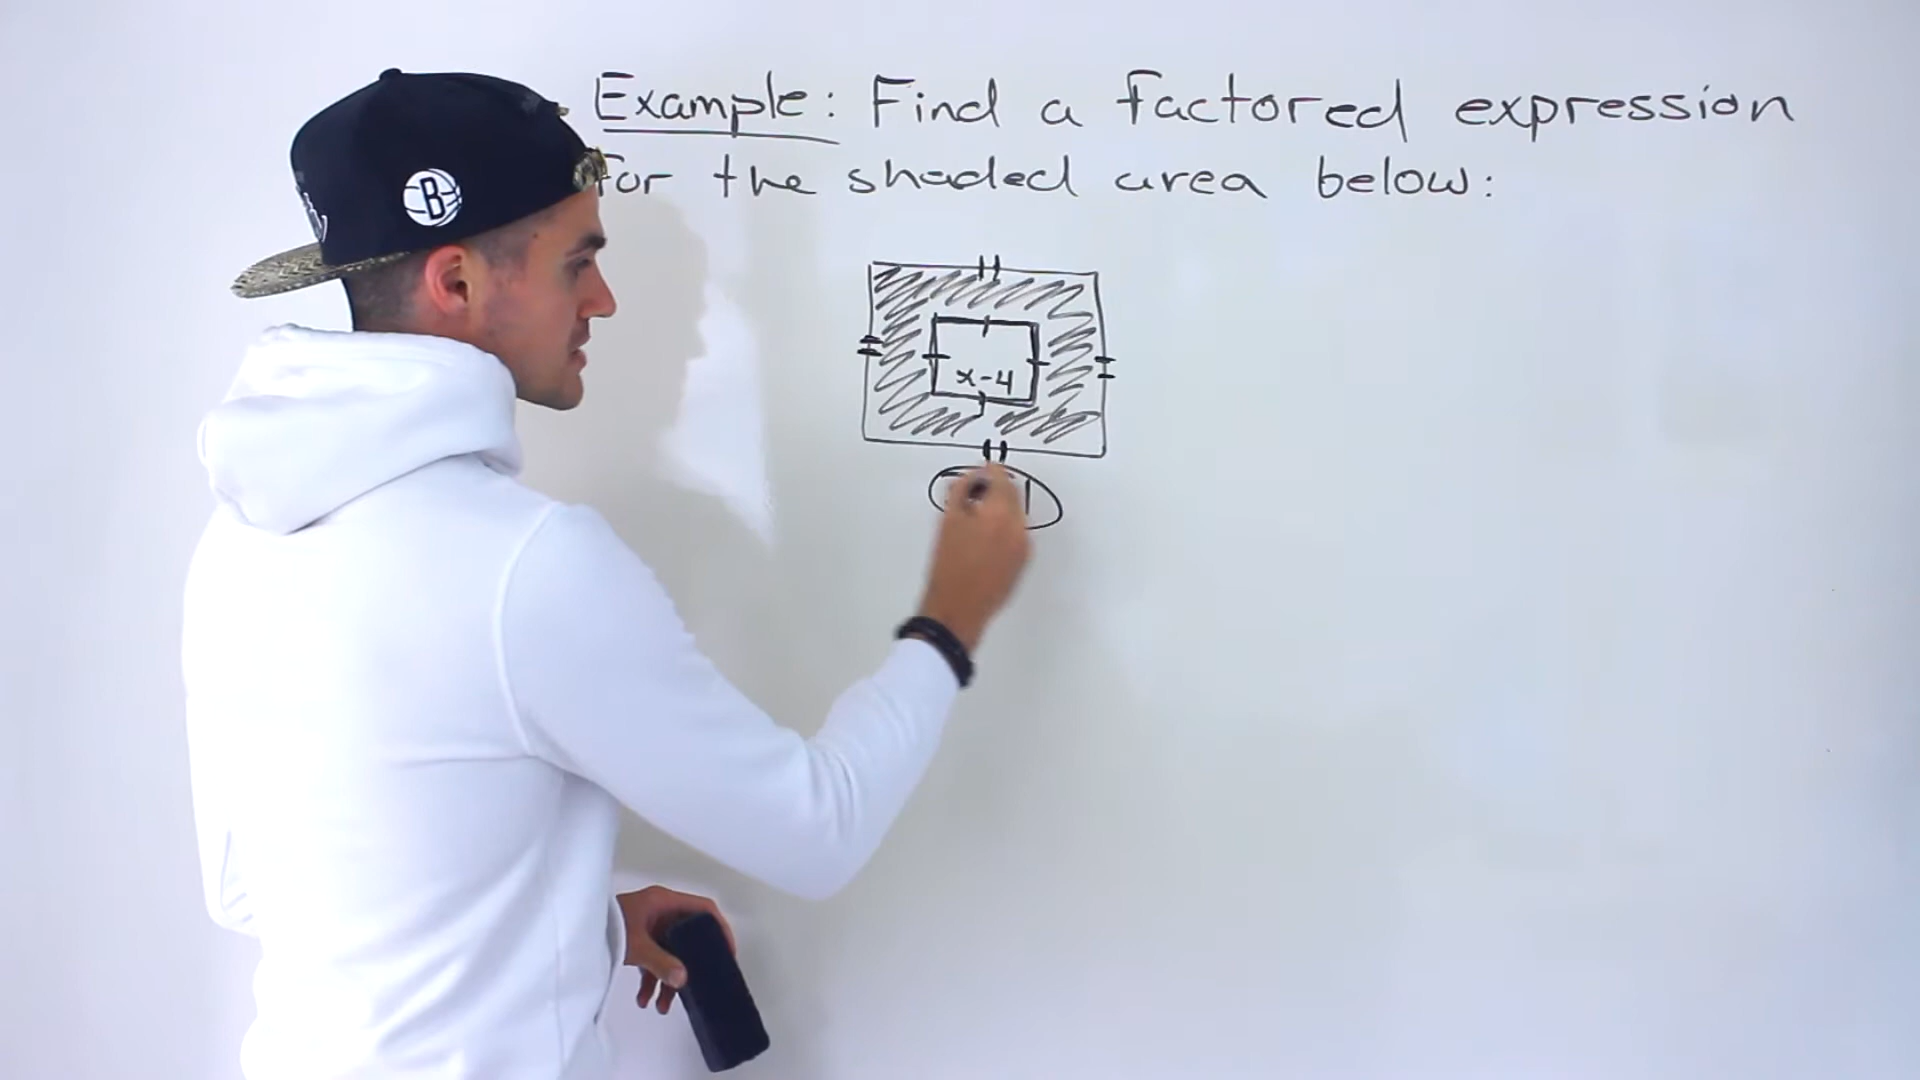 Example: Find a factored expression
for the shaded area below:
B
x-4